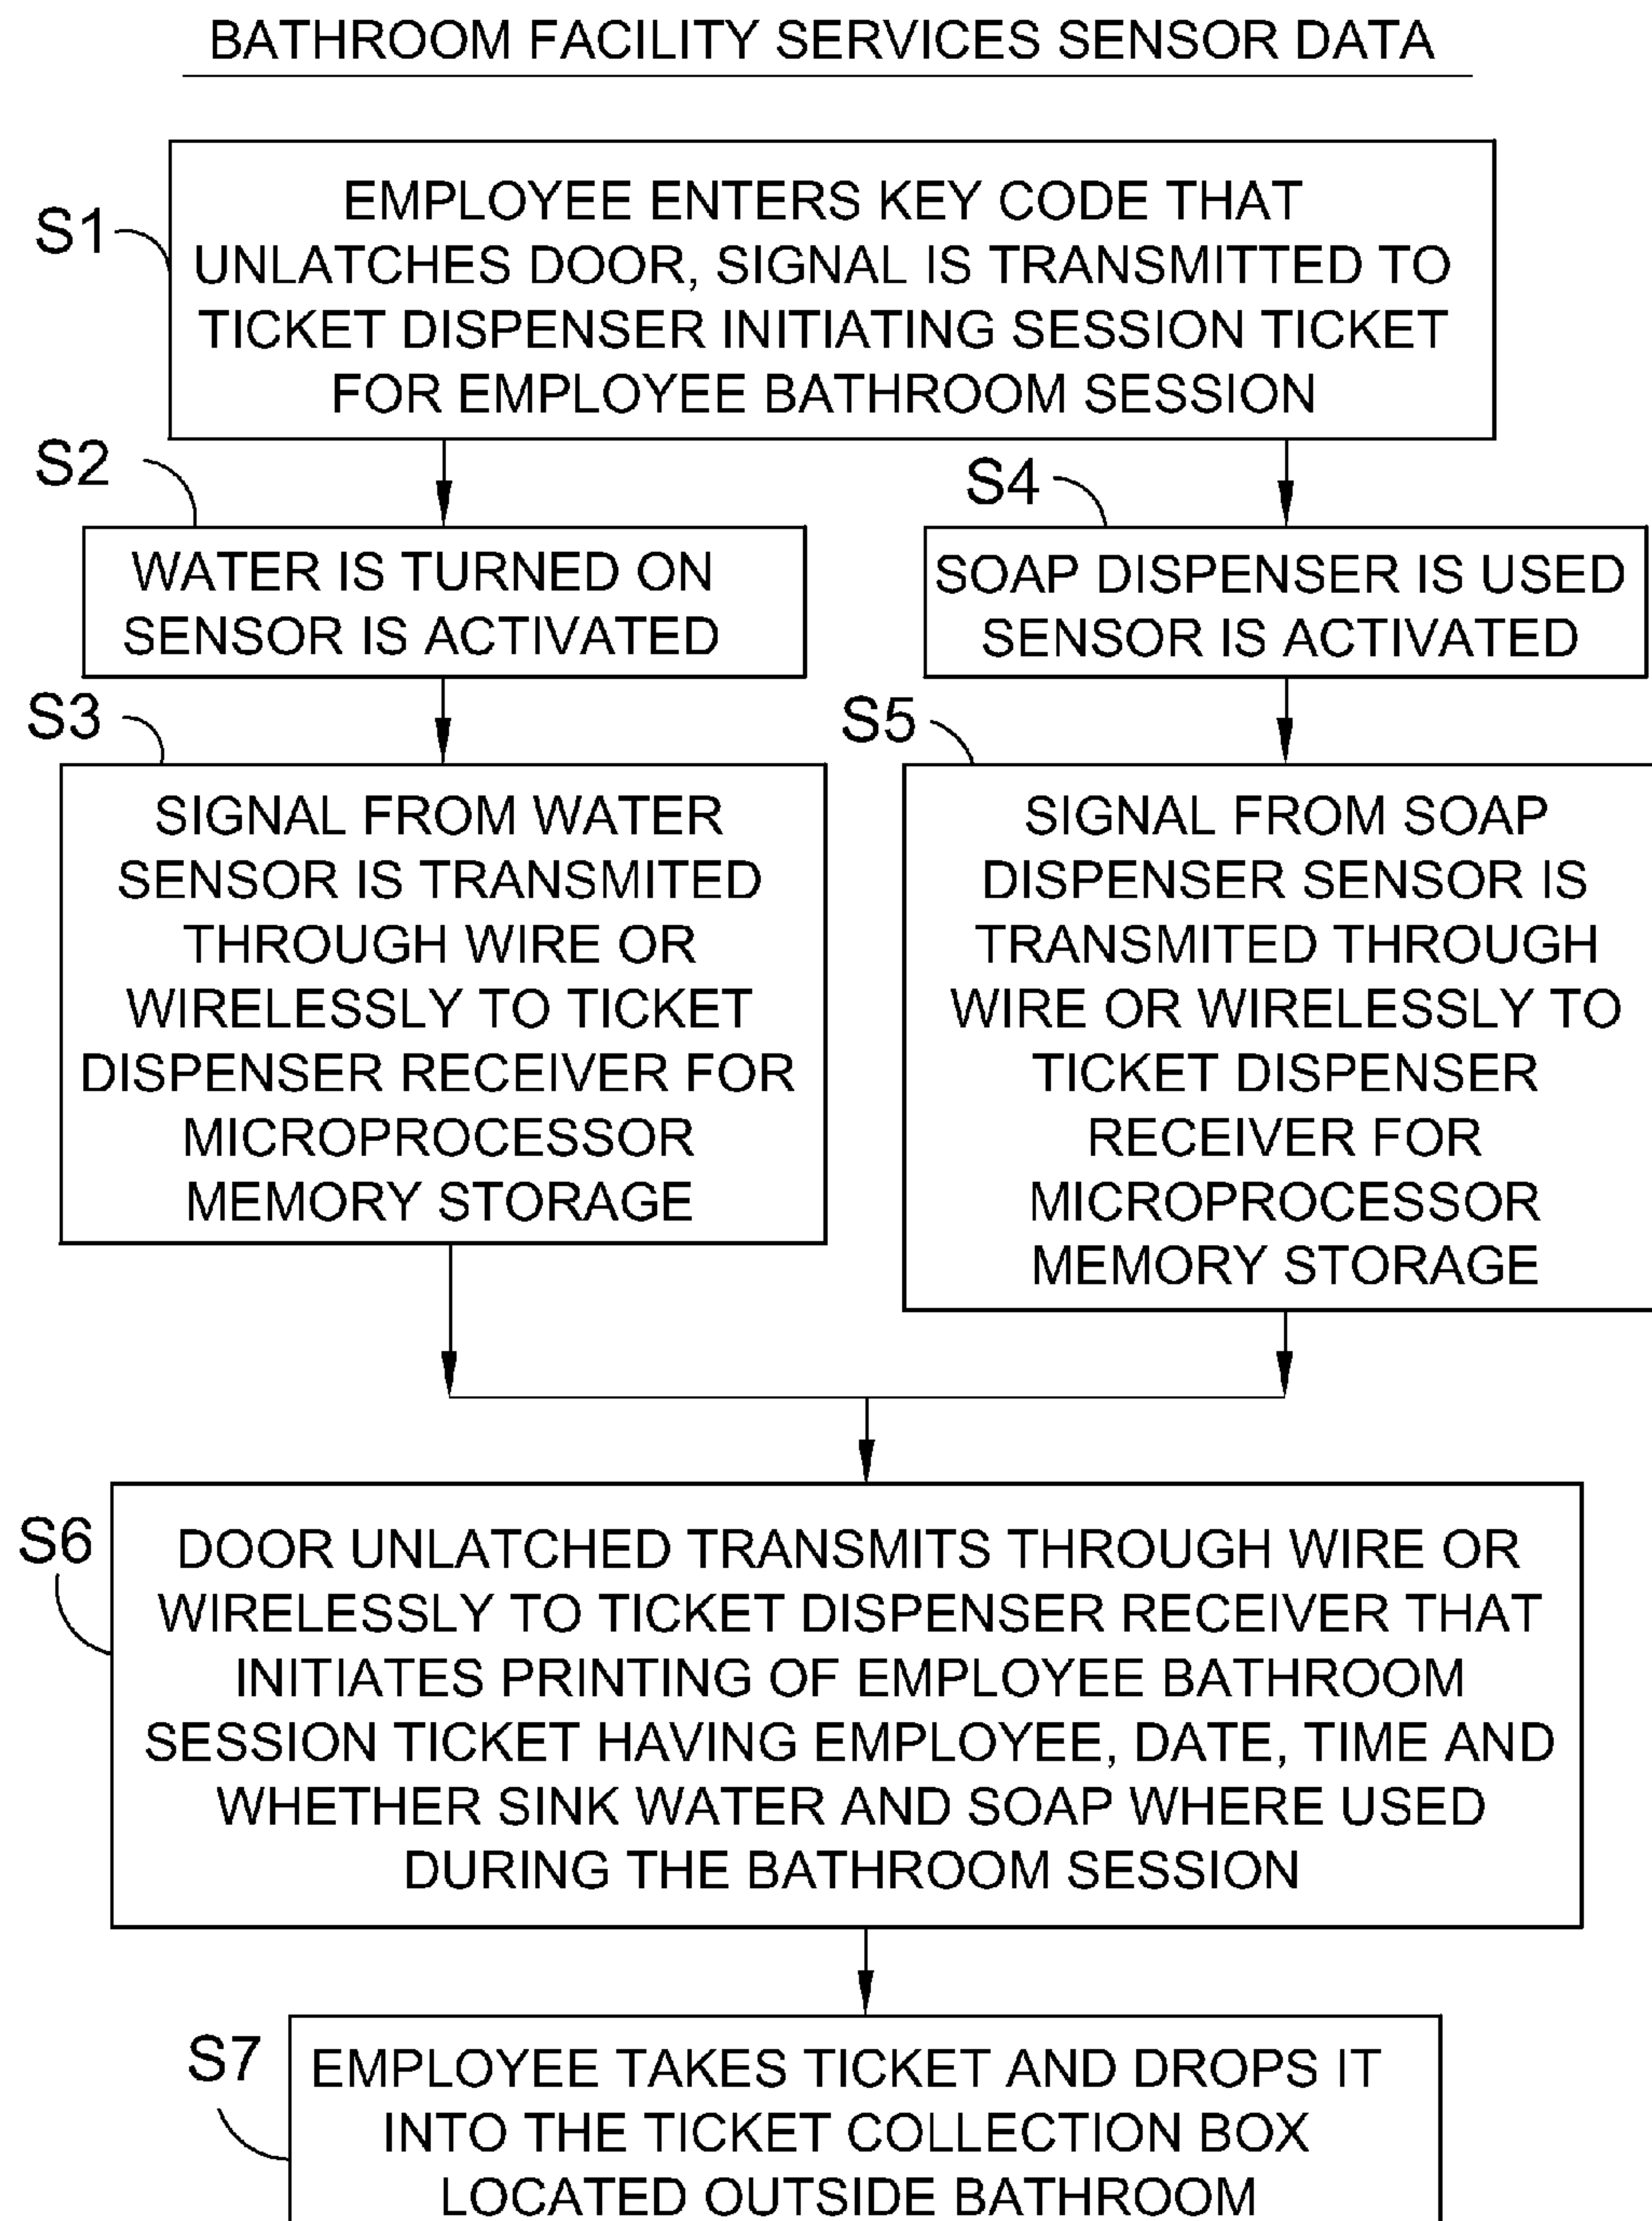 BATHROOM FACILITY SERVICES SENSOR DATA
S1
EMPLOYEE ENTERS KEY CODE THAT
UNLATCHES DOOR, SIGNAL IS TRANSMITTED TO
TICKET DISPENSER INITIATING SESSION TICKET
FOR EMPLOYEE BATHROOM SESSION
S2
WATER IS TURNED ON
SENSOR IS ACTIVATED
S3
SIGNAL FROM WATER
SENSOR IS TRANSMITED
THROUGH WIRE OR
WIRELESSLY TO TICKET
DISPENSER RECEIVER FOR
MICROPROCESSOR
MEMORY STORAGE
S4
SOAP DISPENSER IS USED
SENSOR IS ACTIVATED
S5
SIGNAL FROM SOAP
DISPENSER SENSOR IS
TRANSMITED THROUGH
WIRE OR WIRELESSLY TO
TICKET DISPENSER
RECEIVER FOR
MICROPROCESSOR
MEMORY STORAGE
S6
DOOR UNLATCHED TRANSMITS THROUGH WIRE OR
WIRELESSLY TO TICKET DISPENSER RECEIVER THAT
INITIATES PRINTING OF EMPLOYEE BATHROOM
SESSION TICKET HAVING EMPLOYEE, DATE, TIME AND
WHETHER SINK WATER AND SOAP WHERE USED
DURING THE BATHROOM SESSION
S7
EMPLOYEE TAKES TICKET AND DROPS IT
INTO THE TICKET COLLECTION BOX
LOCATED OUTSIDE BATHROOM